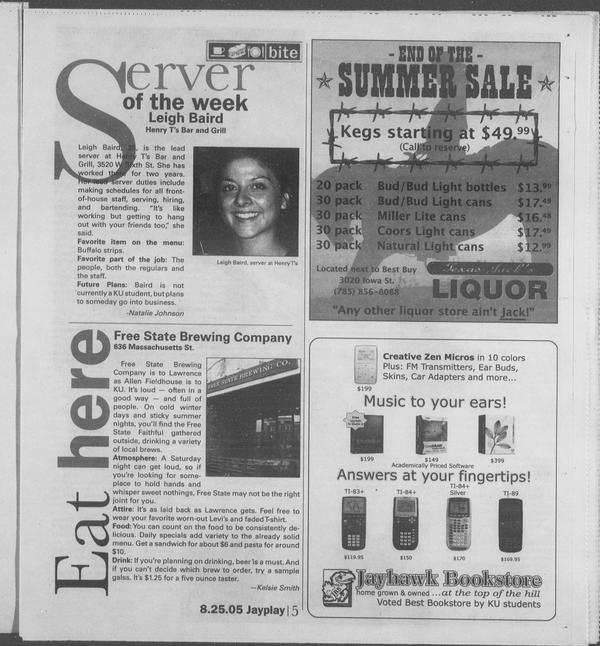 bite
Server
of the week
Leigh Baird
Henry T's Bar and Grill
Leigh Baird, is the lead
server at Henry T's Bar and
Grill, 3520 W. Sixth St. She has
worked there for two years.
Her lead server duties include
making schedules for all front-
of-house staff, serving, hiring,
and bartending. "It's like
working but getting to hang
out with your friends too," she
said.
Favorite item on the menu:
Buffalo strips.
Favorite part of the job: The
people, both the regulars and
the staff.
Future Plans: Baird is not
currently a KU student, but plans
to someday go into business.
-Natalie Johnson
Leigh Baird, server at Henry T's
Eat here
Free State Brewing Company
636 Massachusetts St.
Free State Brewing
Company is to Lawrence
as Allen Fieldhouse is to
KU. It's loud — often in a
good way — and full of
people. On cold winter
days and sticky summer
nights, you'll find the Free
State Faithful gathered
outside, drinking a variety
of local brews.
Atmosphere: A Saturday
night can get loud, so if
you're looking for some-
place to hold hands and
whisper sweet nothings, Free State may not be the right
joint for you.
Attire: It's as laid back as Lawrence gets. Feel free to
wear your favorite worn-out Levi's and faded T-shirt.
Food: You can count on the food to be consistently de-
licious. Daily specials add variety to the already solid
menu. Get a sandwich for about $6 and pasta for around
$10.
Drink: If you're planning on drinking, beer is a must. And
if you can't decide which brew to order, try a sample
galss. It's $1.25 for a five ounce taster.
—Kelsie Smith
FREE STATE BREWING CO.
8.25.05 Jayplay|5
- END OF THE -
SUMMER SALE
Kegs starting at $49.99
(Call to reserve)
20 pack Bud/Bud Light bottles $13.99
30 pack Bud/Bud Light cans $17.49
30 pack Miller Lite cans $16.48
30 pack Coors Light cans $17.49
30 pack Natural Light cans $12.99
Located next to Best Buy
3020 Iowa St.
(785) 856-8088
Texas Jack's
LIQUOR
"Any other liquor store ain't Jack!"
Creative Zen Micros in 10 colors
Plus: FM Transmitters, Ear Buds,
Skins, Car Adapters and more...
$199
Music to your ears!
$199 $149 $399
Academically Priced Software
Answers at your fingertips!
TI-83+ TI-84+ TI-84+ Silver TI-89
$119.95 $150 $170 $169.95
Jayhawk Bookstore
home grown & owned ...at the top of the hill
Voted Best Bookstore by KU students